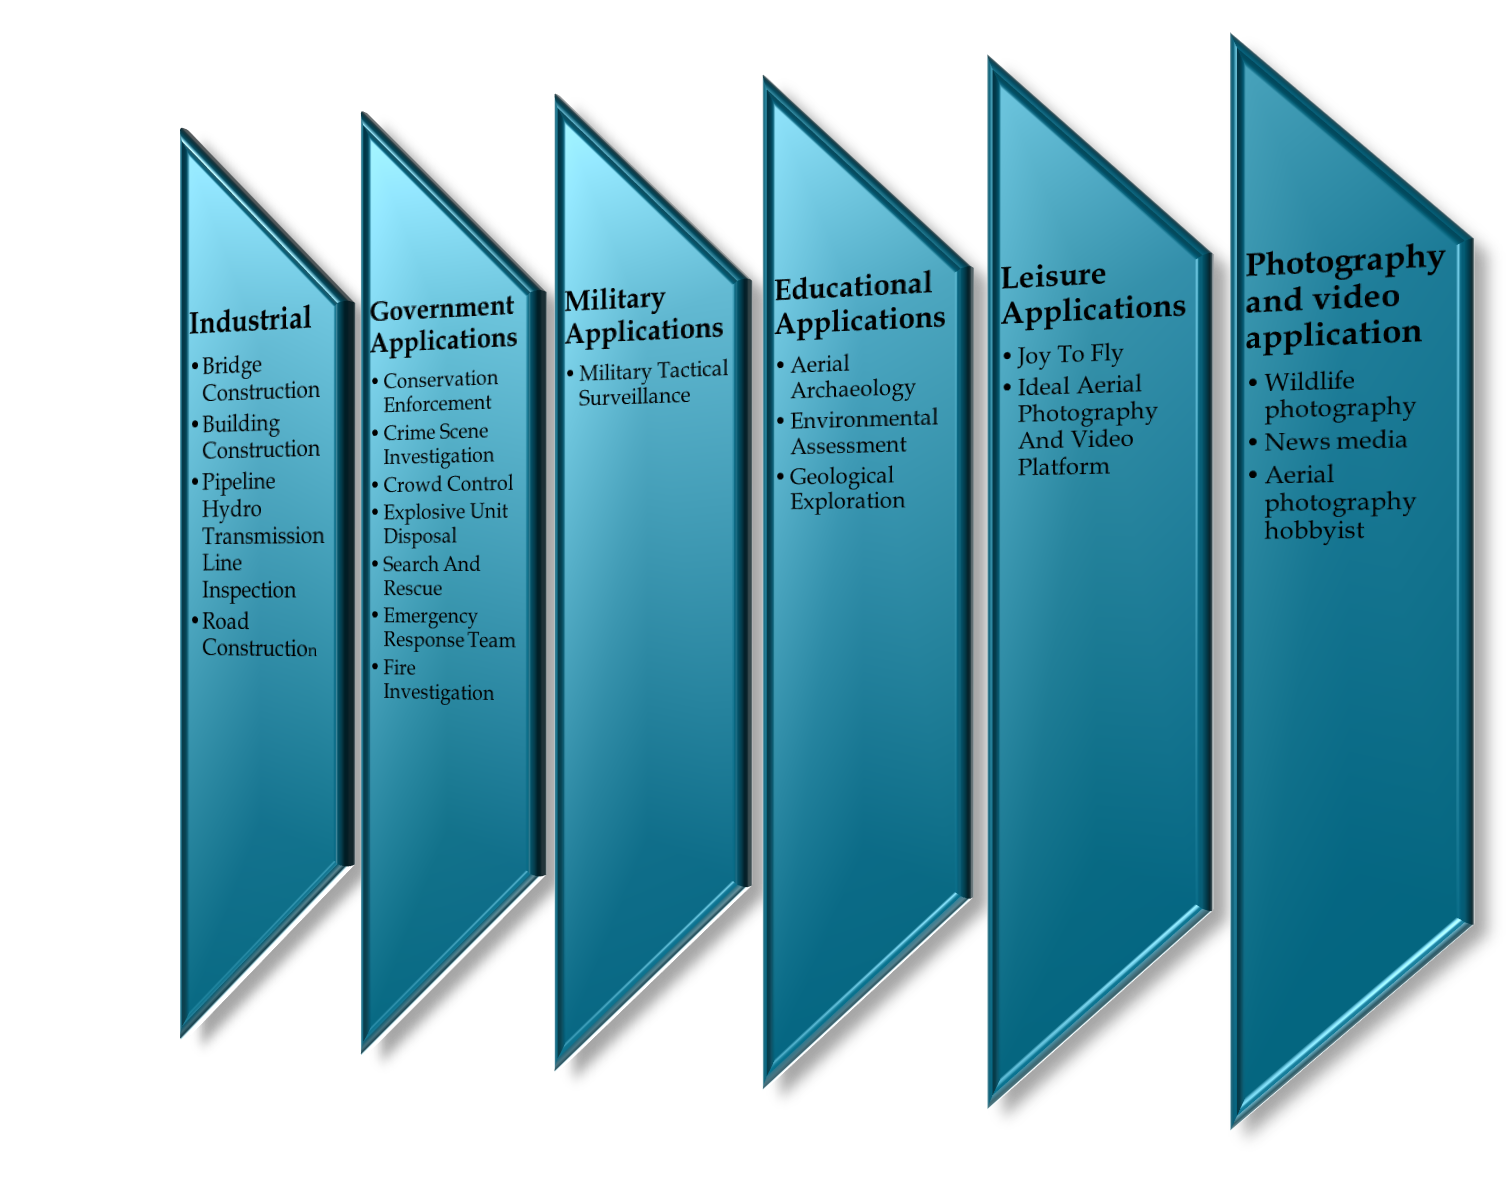 Industrial
• Bridge
Construction
• Building
Construction
• Pipeline
Hydro
Transmission
Line
Inspection
• Road
Construction
Government
Applications
• Conservation
Enforcement
• Crime Scene
Investigation
• Crowd Control
• Explosive Unit
Disposal
• Search And
Rescue
• Emergency
Response Team
• Fire
Investigation
Military
Applications
• Military Tactical
Surveillance
Educational
Applications
• Aerial
Archaeology
• Environmental
Assessment
• Geological
Exploration
Leisure
Applications
• Joy To Fly
• Ideal Aerial
Photography
And Video
Platform
Photography
and video
application
• Wildlife
photography
• News media
• Aerial
photography
hobbyist